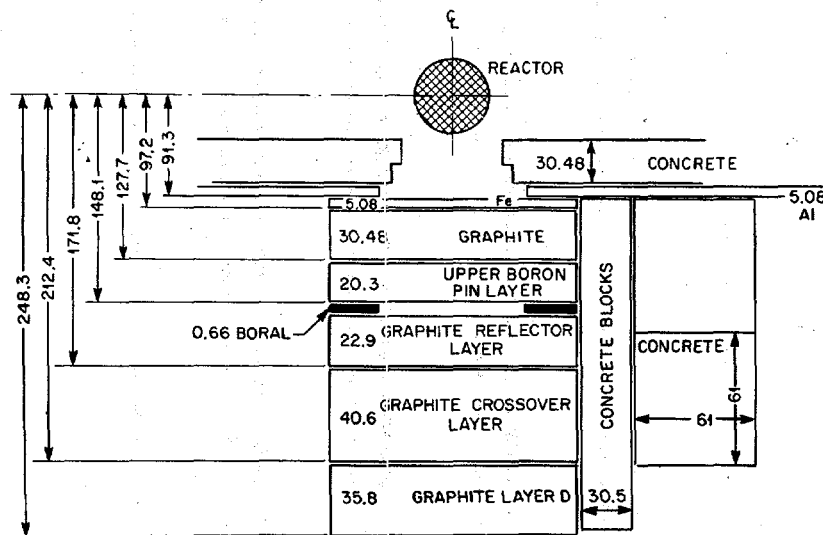 ℄
REACTOR
30.48
CONCRETE
5.08
Al
5.08
Fe
30.48
GRAPHITE
20.3
UPPER BORON
PIN LAYER
0.66 BORAL
22.9
GRAPHITE REFLECTOR
LAYER
40.6
GRAPHITE CROSSOVER
LAYER
35.8
GRAPHITE LAYER D
30.5
CONCRETE BLOCKS
CONCRETE
61
61
91.3
97.2
127.7
148.1
171.8
212.4
248.3